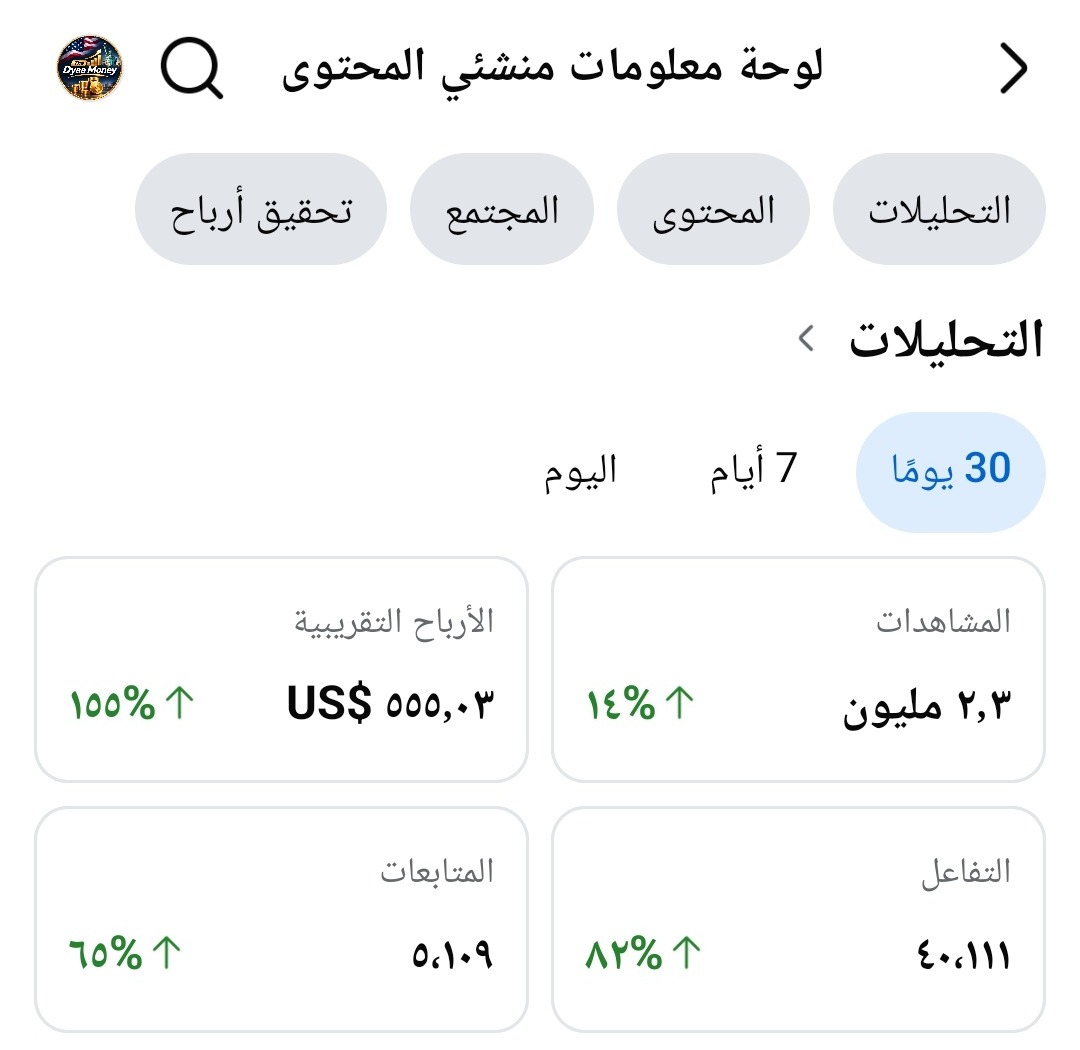 لوحة معلومات منشئي المحتوى
Dyaa Money
التحليلات
المحتوى
المجتمع
تحقيق أرباح
التحليلات
30 يومًا
7 أيام
اليوم
المشاهدات
٢,٣ مليون
١٤%
الأرباح التقريبية
US$ ٥٥٥,٠٣
١٥٥%
التفاعل
٤٠،١١١
٨٢%
المتابعات
٥،١٠٩
٦٥%